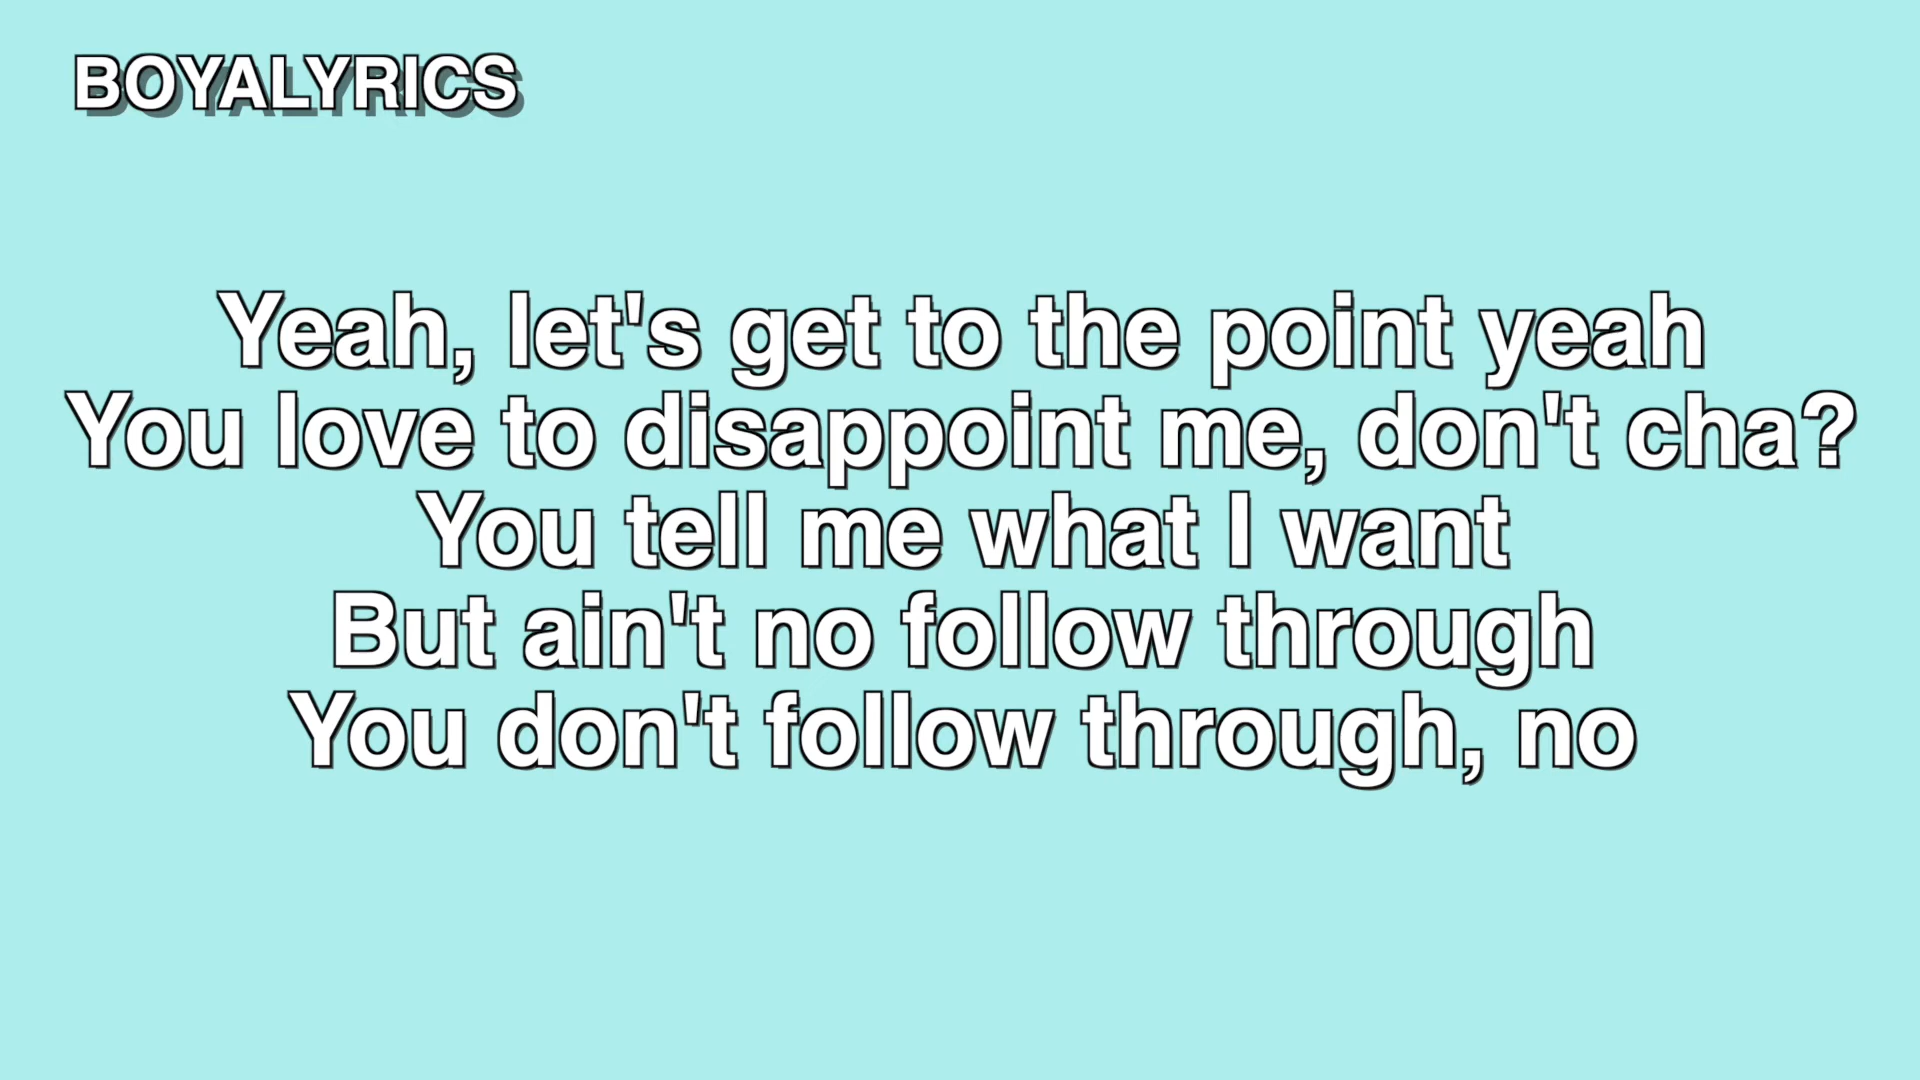 BOYALYRICS
Yeah, let's get to the point yeah
You love to disappoint me, don't cha?
You tell me what I want
But ain't no follow through
You don't follow through, no